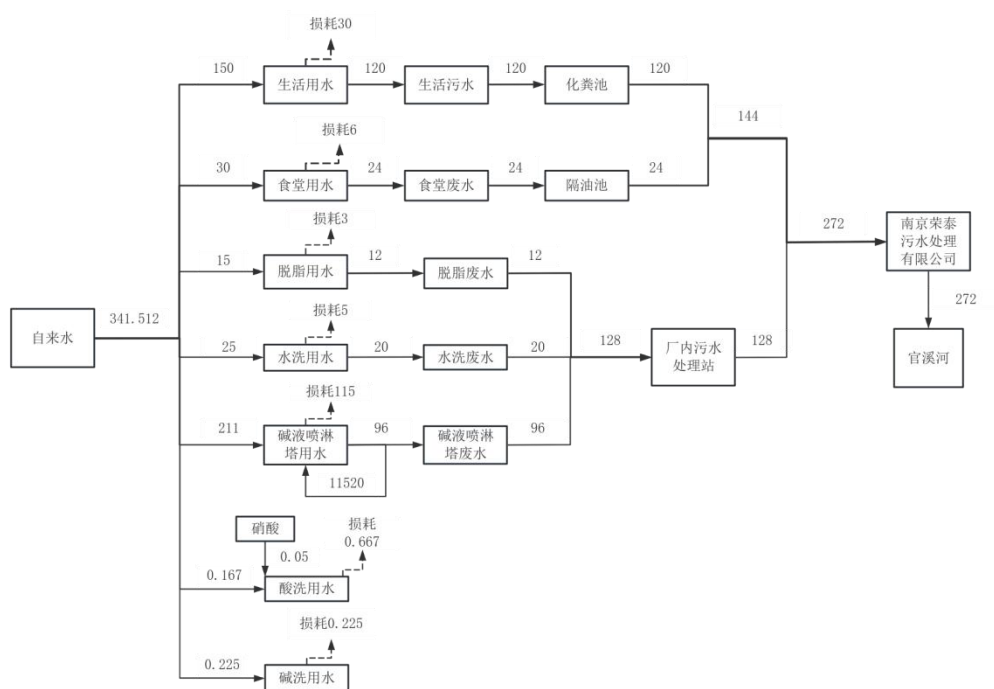 损耗30
150
生活用水
120
生活污水
120
化粪池
120
144
损耗6
30
食堂用水
24
食堂废水
24
隔油池
24
损耗3
15
脱脂用水
12
脱脂废水
12
272
南京荣泰
污水处理
有限公司
272
官溪河
自来水
341.512
损耗5
25
水洗用水
20
水洗废水
20
128
厂内污水
处理站
128
损耗115
211
碱液喷淋
塔用水
96
碱液喷淋
塔废水
96
11520
硝酸
0.05
损耗
0.667
0.167
酸洗用水
损耗0.225
0.225
碱洗用水